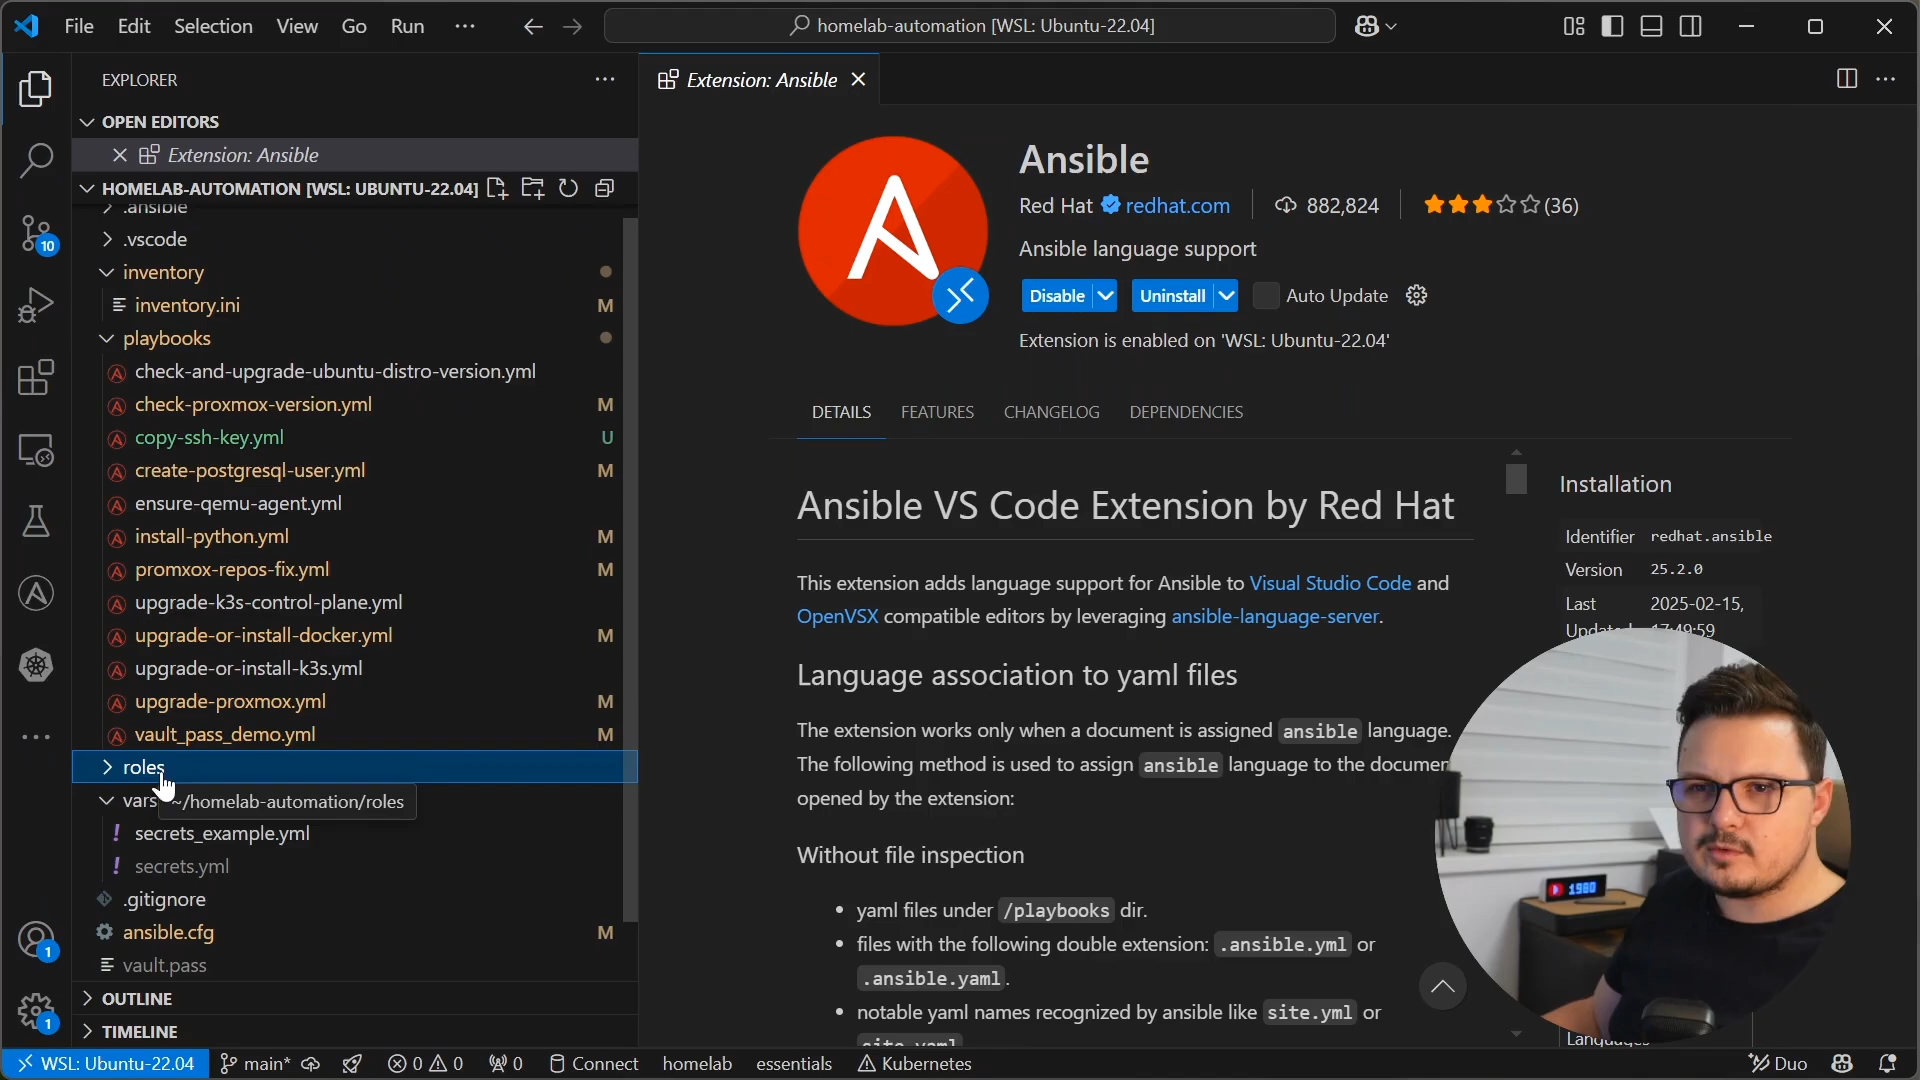 File Edit Selection View Go Run ··· homelab-automation [WSL: Ubuntu-22.04]
EXPLORER
OPEN EDITORS
Extension: Ansible
HOMELAB-AUTOMATION [WSL: UBUNTU-22.04]
.ansible
.vscode
inventory
inventory.ini M
playbooks
check-and-upgrade-ubuntu-distro-version.yml
check-proxmox-version.yml M
copy-ssh-key.yml U
create-postgresql-user.yml M
ensure-qemu-agent.yml
install-python.yml M
promxox-repos-fix.yml M
upgrade-k3s-control-plane.yml
upgrade-or-install-docker.yml M
upgrade-or-install-k3s.yml
upgrade-proxmox.yml M
vault_pass_demo.yml M
roles
vars
~/homelab-automation/roles
secrets_example.yml
secrets.yml
.gitignore
ansible.cfg M
vault.pass
OUTLINE
TIMELINE
10
1
1
Extension: Ansible
Ansible
Red Hat redhat.com 882,824 (36)
Ansible language support
Disable Uninstall Auto Update
Extension is enabled on 'WSL: Ubuntu-22.04'
DETAILS FEATURES CHANGELOG DEPENDENCIES
Ansible VS Code Extension by Red Hat
This extension adds language support for Ansible to Visual Studio Code and
OpenVSX compatible editors by leveraging ansible-language-server.
Language association to yaml files
The extension works only when a document is assigned ansible language.
The following method is used to assign ansible language to the documen
opened by the extension:
Without file inspection
• yaml files under /playbooks dir.
• files with the following double extension: .ansible.yml or
.ansible.yaml.
• notable yaml names recognized by ansible like site.yml or
site.yaml
Installation
Identifier redhat.ansible
Version 25.2.0
Last 2025-02-15,
Updated 17:49:59
Languages
1980
WSL: Ubuntu-22.04 main* 0 0 0 Connect homelab essentials Kubernetes Duo